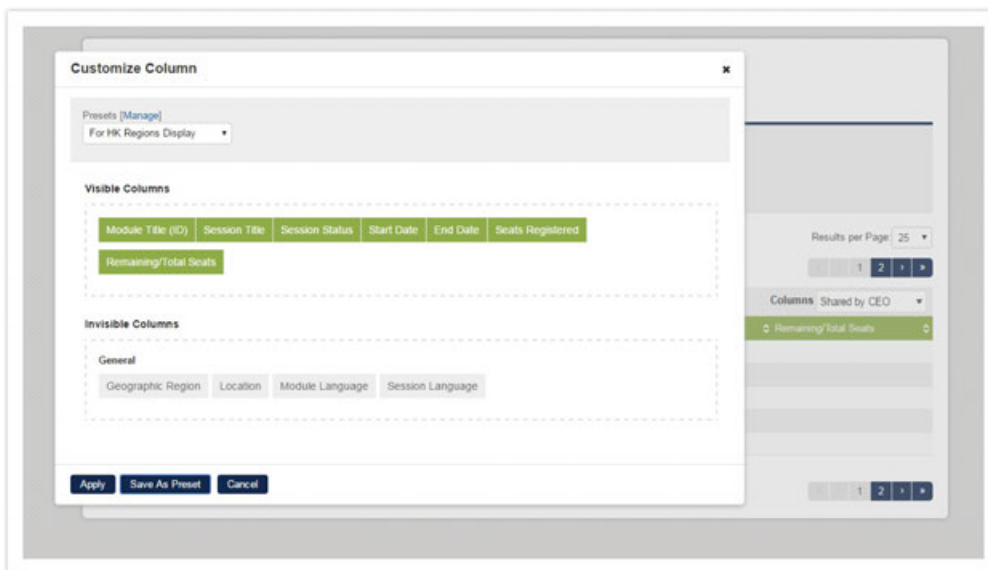 Customize Column
Presets [Manage]
For HK Regions Display
Visible Columns
Module Title (ID) Session Title Session Status Start Date End Date Seats Registered
Remaining/Total Seats
Invisible Columns
General
Geographic Region Location Module Language Session Language
Apply Save As Preset Cancel
Results per Page: 25
1 2 › »
Columns Shared by CEO
Remaining/Total Seats
1 2 › »